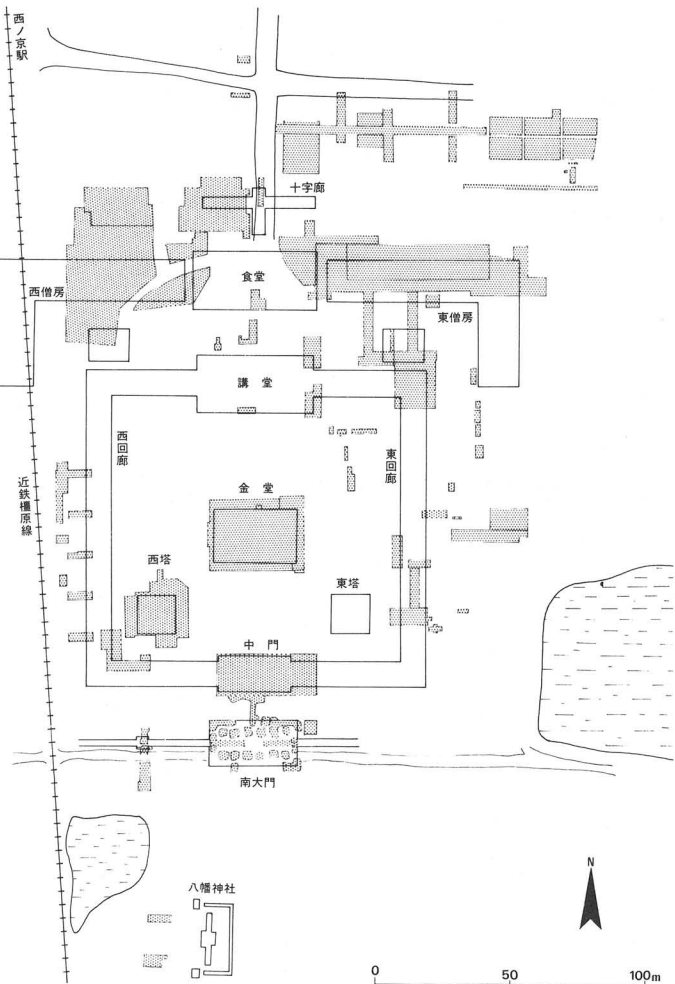 西ノ京駅
十字廊
食堂
西僧房
東僧房
講堂
西回廊
東回廊
近鉄橿原線
金堂
西塔
東塔
中門
南大門
八幡神社
N
0 50 100m